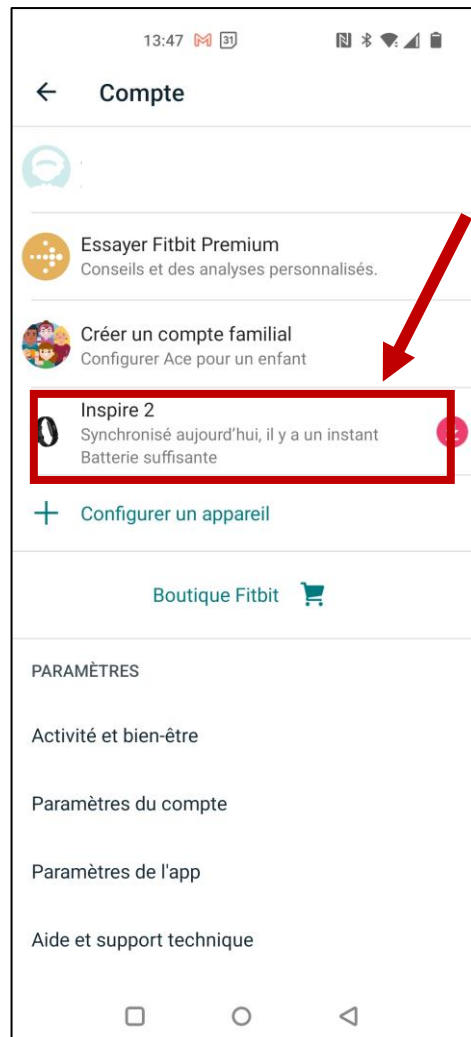 13:47 31
Compte
Essayer Fitbit Premium
Conseils et des analyses personnalisés.
Créer un compte familial
Configurer Ace pour un enfant
Inspire 2
Synchronisé aujourd'hui, il y a un instant
Batterie suffisante
Configurer un appareil
Boutique Fitbit
PARAMÈTRES
Activité et bien-être
Paramètres du compte
Paramètres de l'app
Aide et support technique